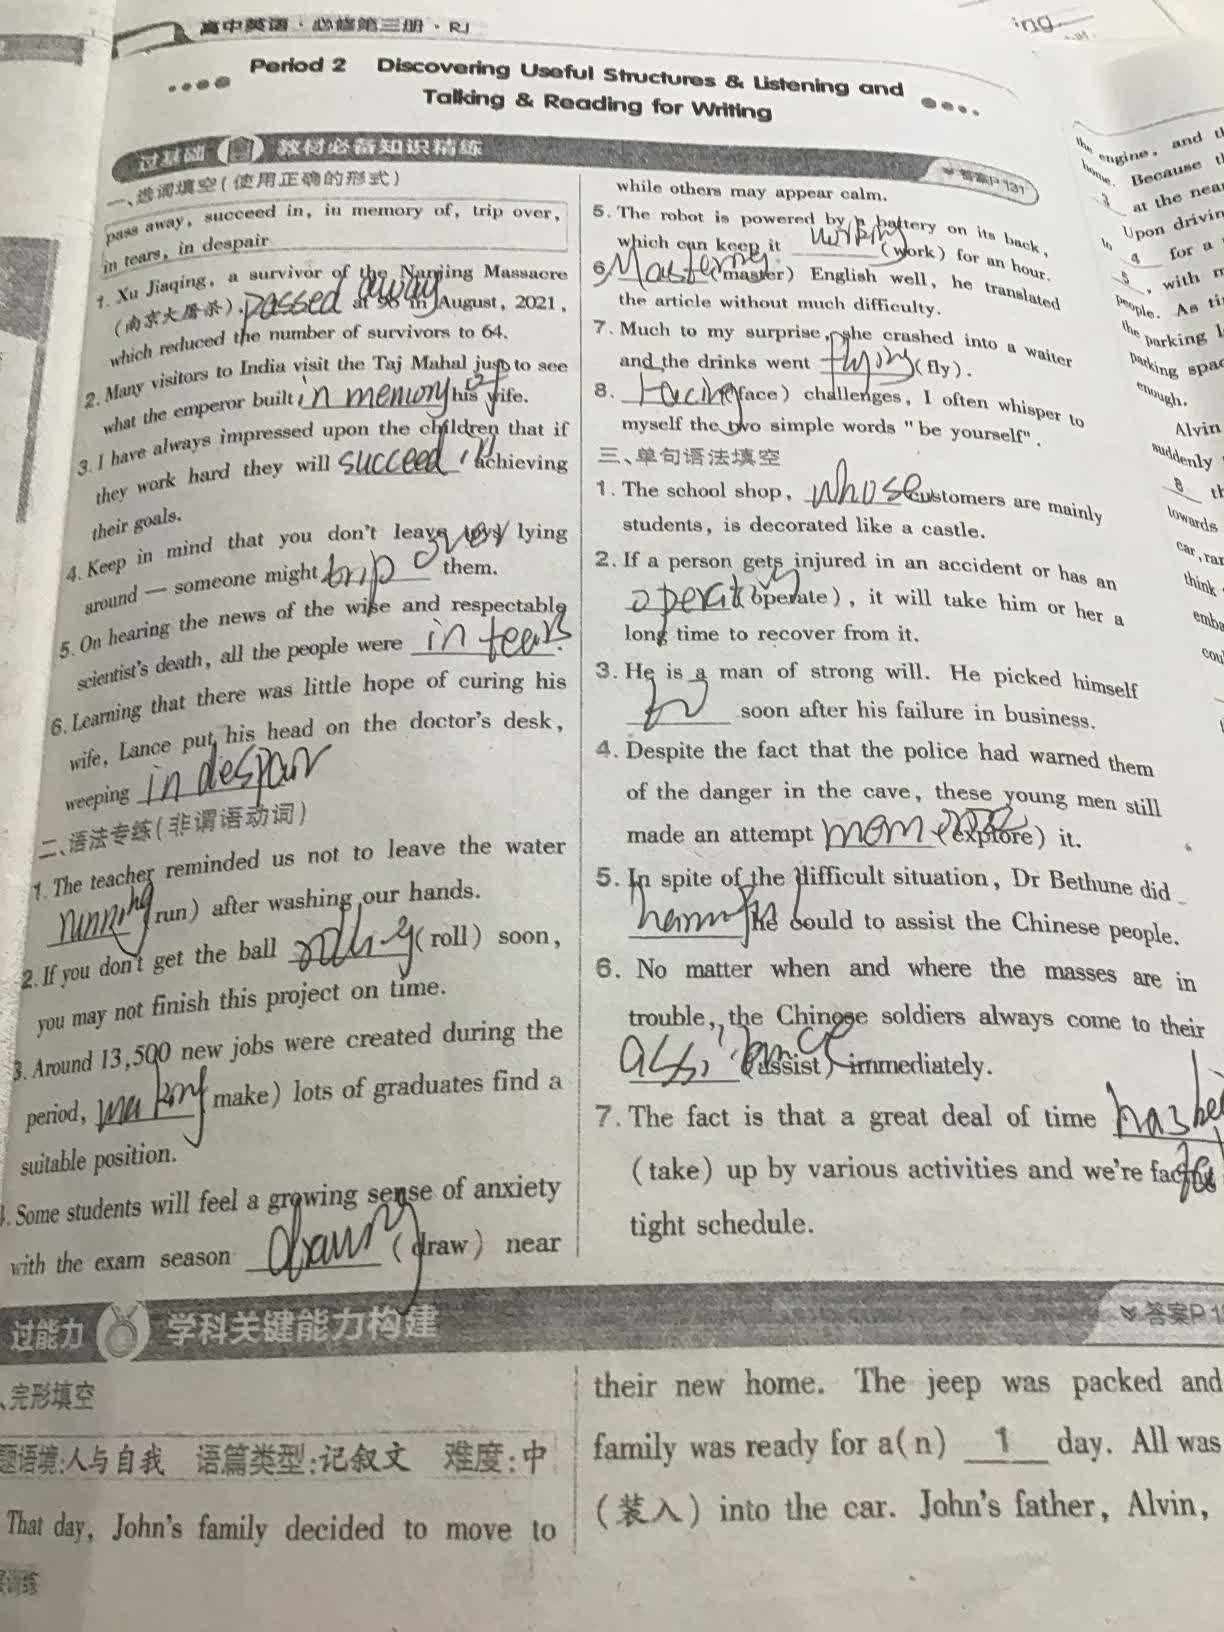 高中英语·必修第三册·RJ
ing
Period 2 Discovering Useful Structures & Listening and
Talking & Reading for Writing
过基础 教材必备知识精练
答案P 131
一、选词填空(使用正确的形式)
pass away, succeed in, in memory of, trip over,
in tears, in despair
1. Xu Jiaqing, a survivor of the Nanjing Massacre
(南京大屠杀), passed away at 96 in August, 2021,
which reduced the number of survivors to 64.
2. Many visitors to India visit the Taj Mahal just to see
what the emperor built in memory of his wife.
3. I have always impressed upon the children that if
they work hard they will succeed in achieving
their goals.
4. Keep in mind that you don't leave toys lying
around — someone might trip over them.
5. On hearing the news of the wise and respectable
scientist's death, all the people were in tears.
6. Learning that there was little hope of curing his
wife, Lance put his head on the doctor's desk,
weeping in despair
二、语法专练(非谓语动词)
1. The teacher reminded us not to leave the water
running (run) after washing our hands.
2. If you don't get the ball rolling (roll) soon,
you may not finish this project on time.
3. Around 13,500 new jobs were created during the
period, making (make) lots of graduates find a
suitable position.
4. Some students will feel a growing sense of anxiety
with the exam season drawing (draw) near
while others may appear calm.
5. The robot is powered by a battery on its back,
which can keep it working (work) for an hour.
6. Mastering (master) English well, he translated
the article without much difficulty.
7. Much to my surprise, she crashed into a waiter
and the drinks went flying (fly).
8. Facing (face) challenges, I often whisper to
myself the two simple words "be yourself".
三、单句语法填空
1. The school shop, whose customers are mainly
students, is decorated like a castle.
2. If a person gets injured in an accident or has an
(operate), it will take him or her a
long time to recover from it.
3. He is a man of strong will. He picked himself
soon after his failure in business.
4. Despite the fact that the police had warned them
of the danger in the cave, these young men still
made an attempt (explore) it.
5. In spite of the difficult situation, Dr Bethune did
he could to assist the Chinese people.
6. No matter when and where the masses are in
trouble, the Chinese soldiers always come to their
assistance (assist) immediately.
7. The fact is that a great deal of time has
(take) up by various activities and we're facing
tight schedule.
过能力 学科关键能力构建
答案P 1
、完形填空
题语境:人与自我 语篇类型:记叙文 难度:中
That day, John's family decided to move to
their new home. The jeep was packed and
family was ready for a(n) 1 day. All was
(装入) into the car. John's father, Alvin,
训练
the engine, and
home. Because
3 at the near
Upon drivin
to 4 for a
5, with
people. As
the parking
parking spac
enough.
Alvin
suddenly
8
towards
car, ran
think
emba
cou